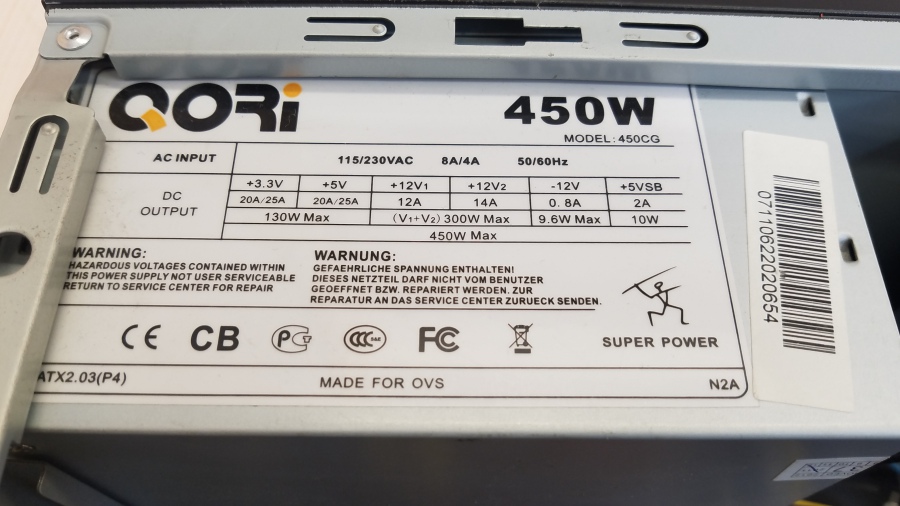 QORi
450W
MODEL: 450CG
AC INPUT 115/230VAC 8A/4A 50/60Hz
DC OUTPUT
+3.3V +5V +12V1 +12V2 -12V +5VSB
20A/25A 20A/25A 12A 14A 0.8A 2A
130W Max (V1+V2) 300W Max 9.6W Max 10W
450W Max
WARNING:
HAZARDOUS VOLTAGES CONTAINED WITHIN
THIS POWER SUPPLY NOT USER SERVICEABLE
RETURN TO SERVICE CENTER FOR REPAIR
WARNUNG:
GEFAEHRLICHE SPANNUNG ENTHALTEN!
DIESES NETZTEIL DARF NICHT VOM BENUTZER
GEOEFFNET BZW. REPARIERT WERDEN. ZUR
REPARATUR AN DAS SERVICE CENTER ZURUECK SENDEN.
CE CB PG CCC S&E FC
SUPER POWER
ATX2.03(P4) MADE FOR OVS N2A
07110622020654